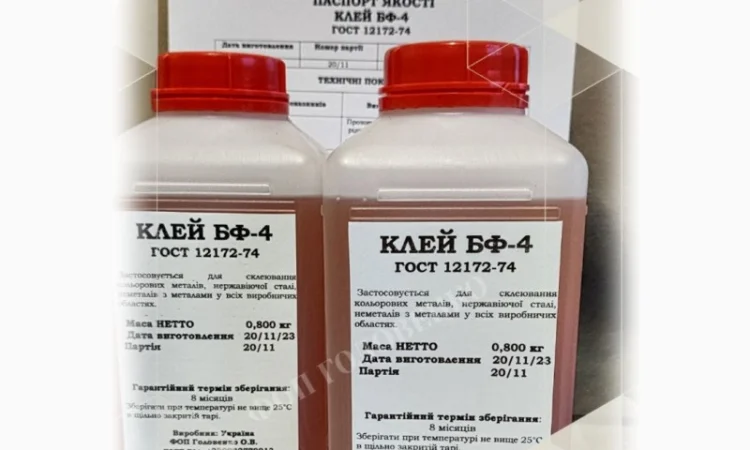 ПАСПОРТ ЯКОСТІ
КЛЕЙ БФ-4
ГОСТ 12172-74
Дата виготовлення Номер партії
20/11
ТЕХНІЧНІ
КЛЕЙ БФ-4
ГОСТ 12172-74
Застосовується для склеювання
кольорових металів, нержавіючої сталі,
неметалів з металами у всіх виробничих
областях.
Маса НЕТТО 0,800 кг
Дата виготовлення 20/11/23
Партія 20/11
Гарантійний термін зберігання:
8 місяців
Зберігати при температурі не вище 25°С
в щільно закритій тарі.
Виробник: Україна
ФОП Головенко О.В.
КЛЕЙ БФ-4
ГОСТ 12172-74
Застосовується для склеювання
кольорових металів, нержавіючої сталі,
неметалів з металами у всіх виробничих
областях.
Маса НЕТТО 0,800 кг
Дата виготовлення 20/11/23
Партія 20/11
Гарантійний термін зберігання:
8 місяців
Зберігати при температурі не вище 25°С
в щільно закритій тарі.